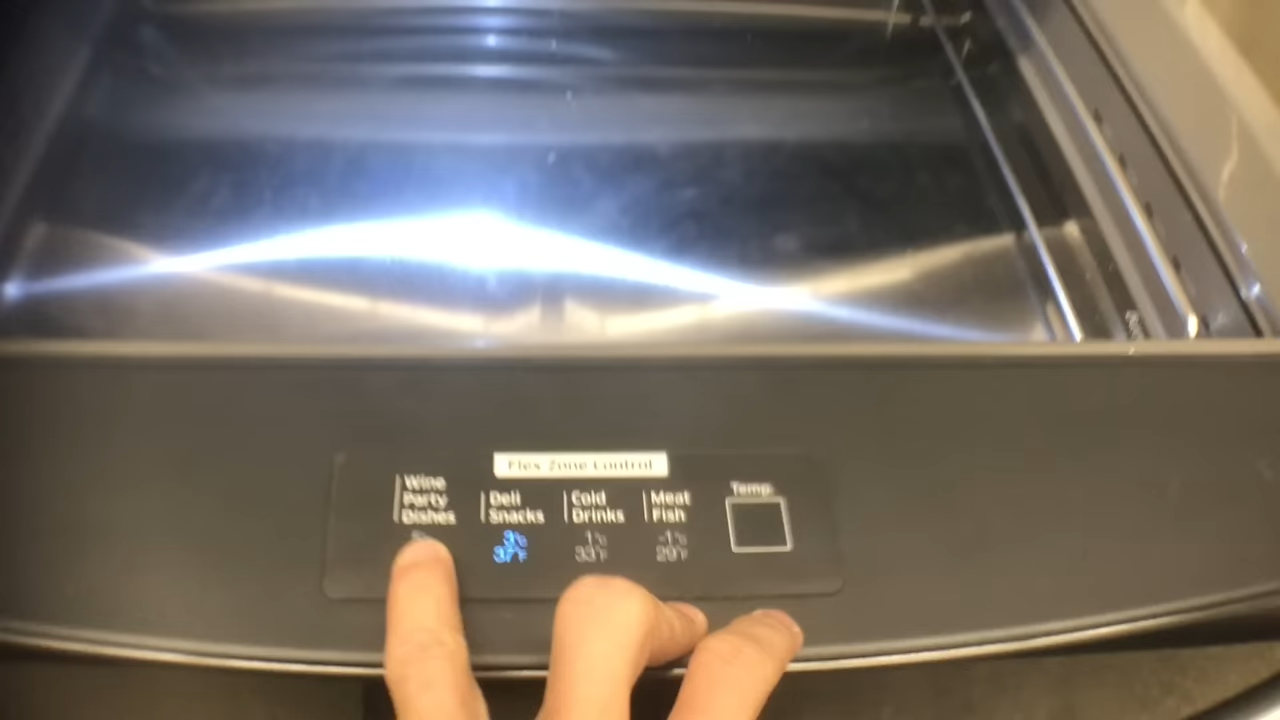 Flex Zone Control
Wine
Party
Dishes
Deli
Snacks
Cold
Drinks
Meat
Fish
Temp.
3°C
37°F
1°C
33°F
-1°C
29°F